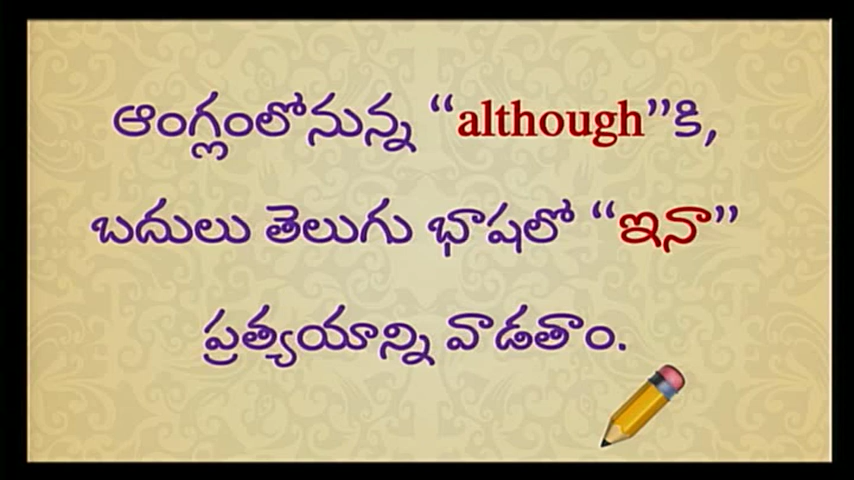 ఆంగ్లంలోనున్న “although”కి,
బదులు తెలుగు భాషలో “ఇనా”
ప్రత్యయాన్ని వాడతాం.